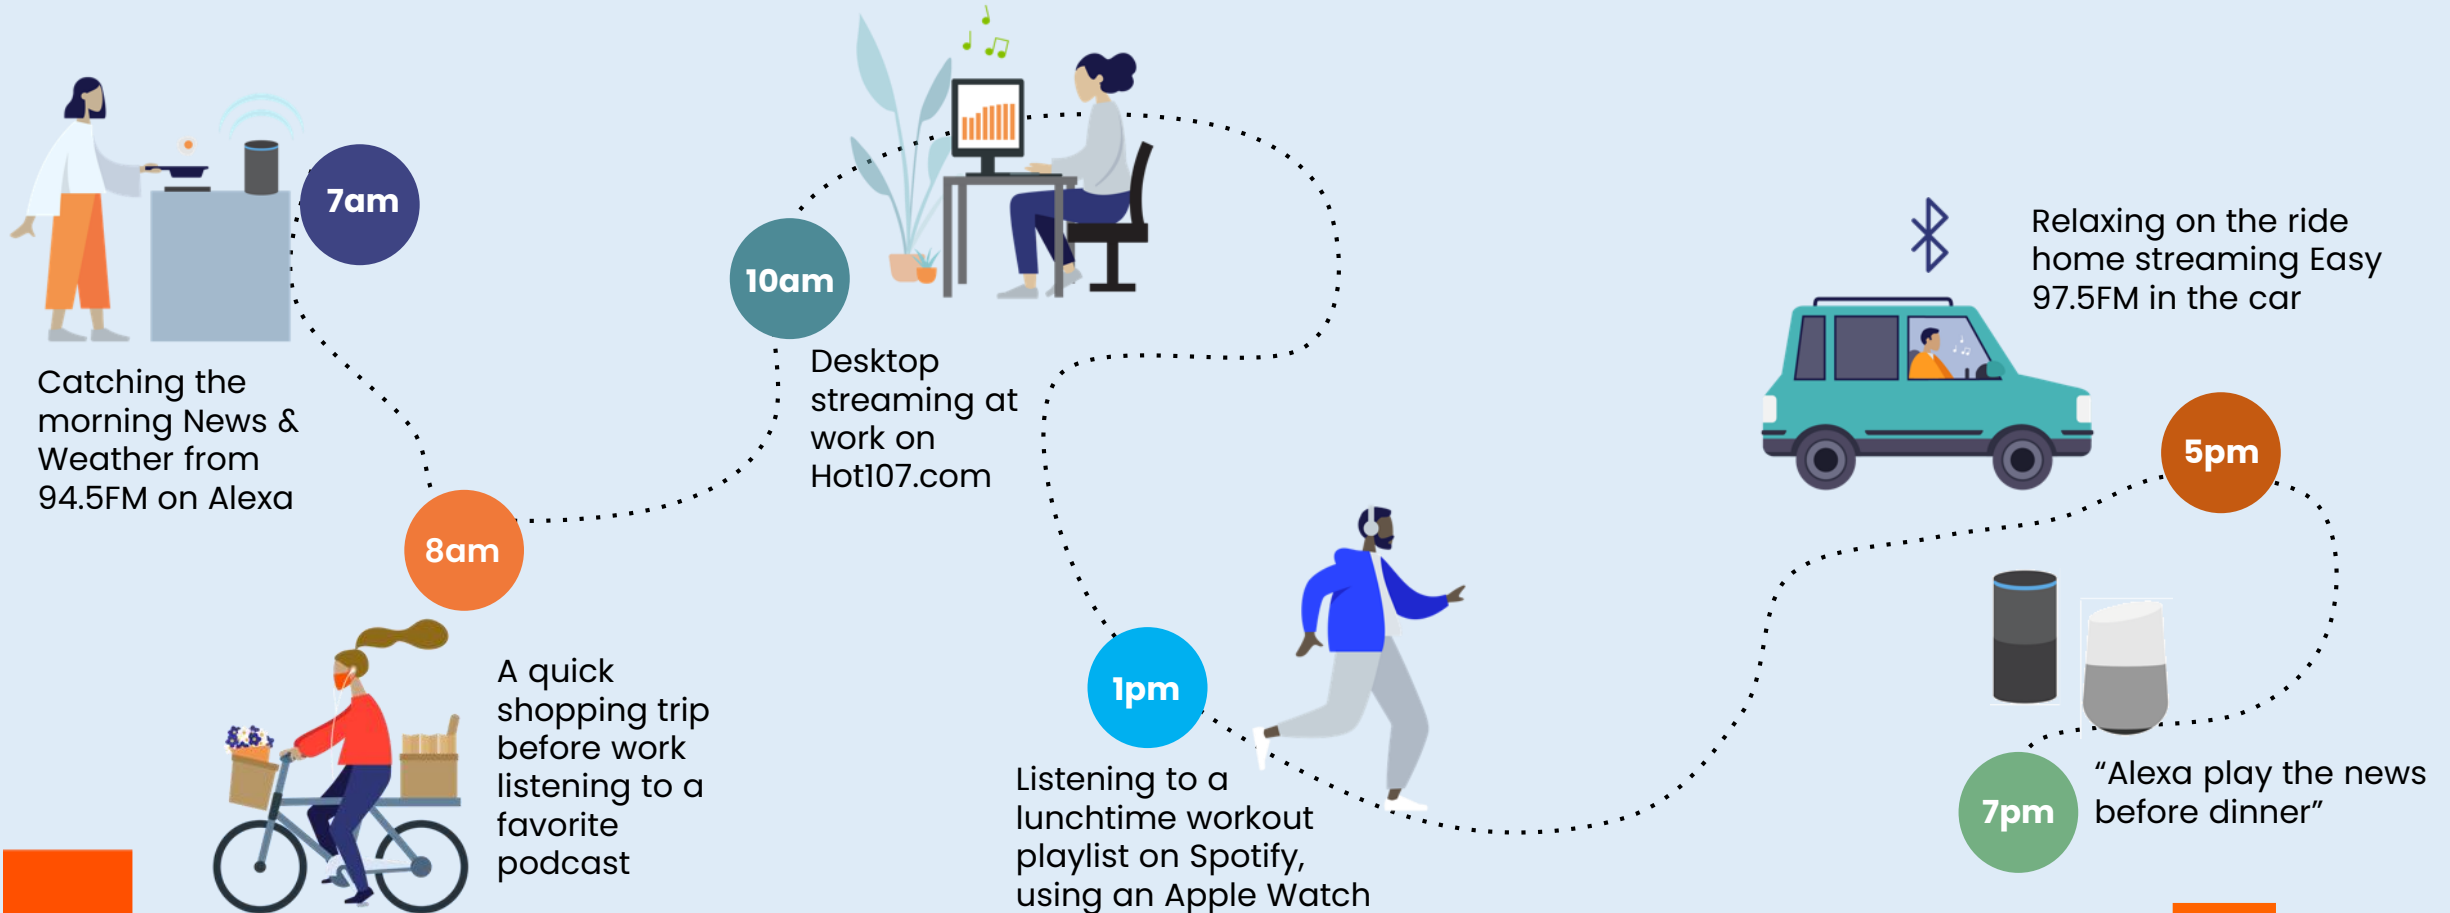 7am
Catching the
morning News &
Weather from
94.5FM on Alexa
8am
A quick
shopping trip
before work
listening to a
favorite
podcast
10am
Desktop
streaming at
work on
Hot107.com
1pm
Listening to a
lunchtime workout
playlist on Spotify,
using an Apple Watch
5pm
Relaxing on the ride
home streaming Easy
97.5FM in the car
7pm
“Alexa play the news
before dinner”